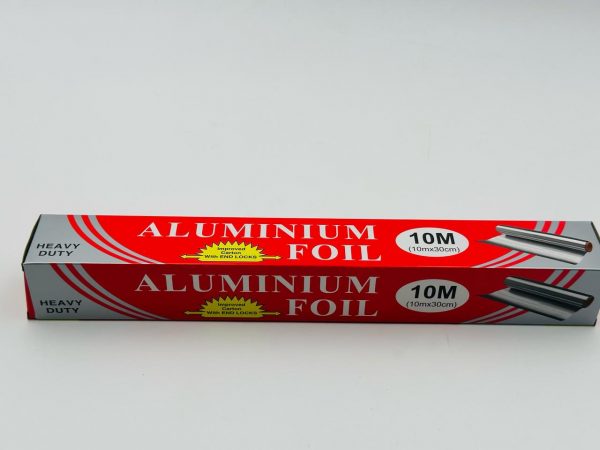 HEAVY
DUTY
ALUMINIUM
FOIL
Improved
Carton
With END LOCKS
10M
(10mx30cm)
HEAVY
DUTY
ALUMINIUM
FOIL
Improved
Carton
With END LOCKS
10M
(10mx30cm)